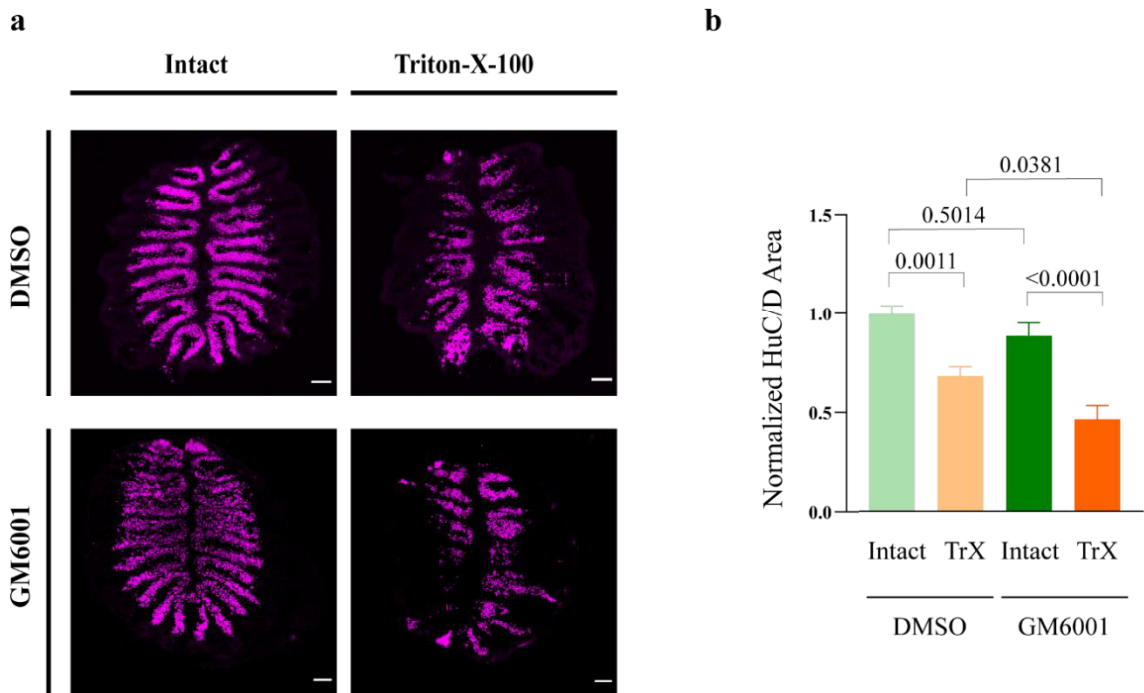 a
Intact Triton-X-100
DMSO
GM6001
b
0.0381
0.5014
0.0011 <0.0001
Normalized HuC/D Area
1.5
1.0
0.5
0.0
Intact TrX Intact TrX
DMSO GM6001